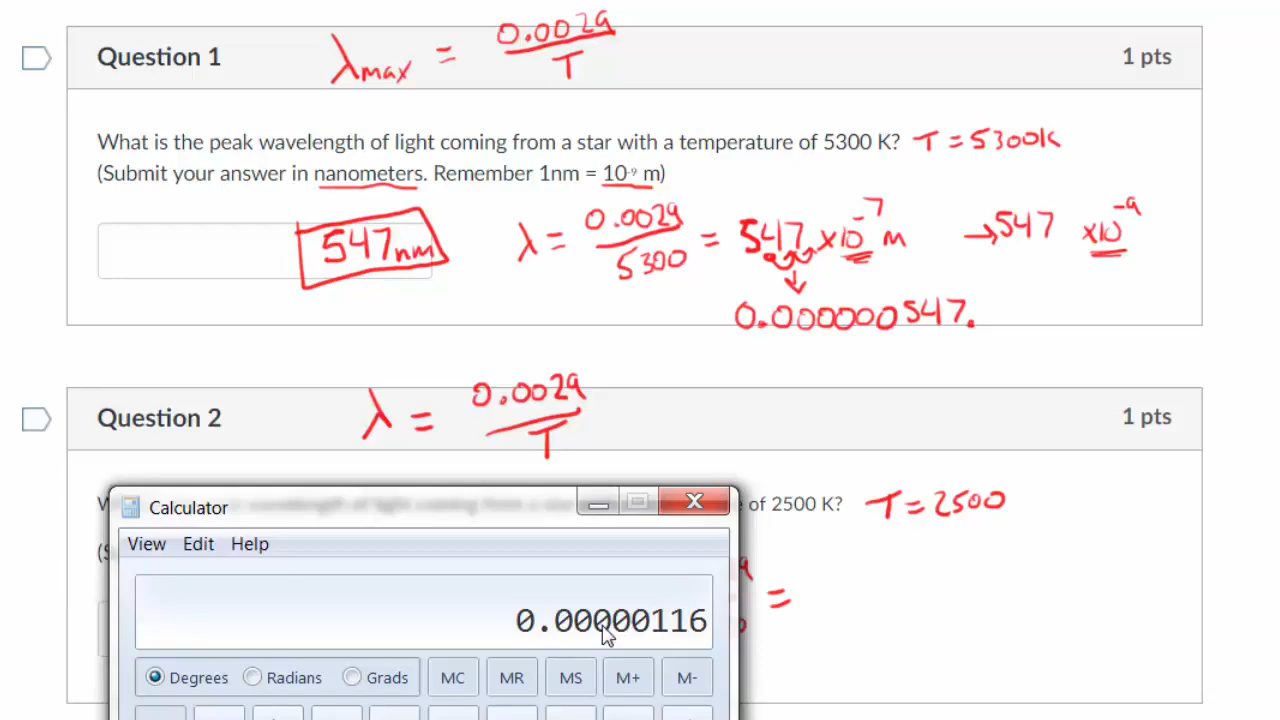 Question 1
λmax = 0.0029 / T
1 pts
What is the peak wavelength of light coming from a star with a temperature of 5300 K? T = 5300K
(Submit your answer in nanometers. Remember 1nm = 10⁻⁹ m)
547nm
λ = 0.0029 / 5300 = 5.47 × 10⁻⁷ m → 547 × 10⁻⁹
0.000000547.
Question 2
λ = 0.0029 / T
1 pts
of 2500 K? T = 2500
Calculator
View Edit Help
=
0.00000116
Degrees Radians Grads MC MR MS M+ M-